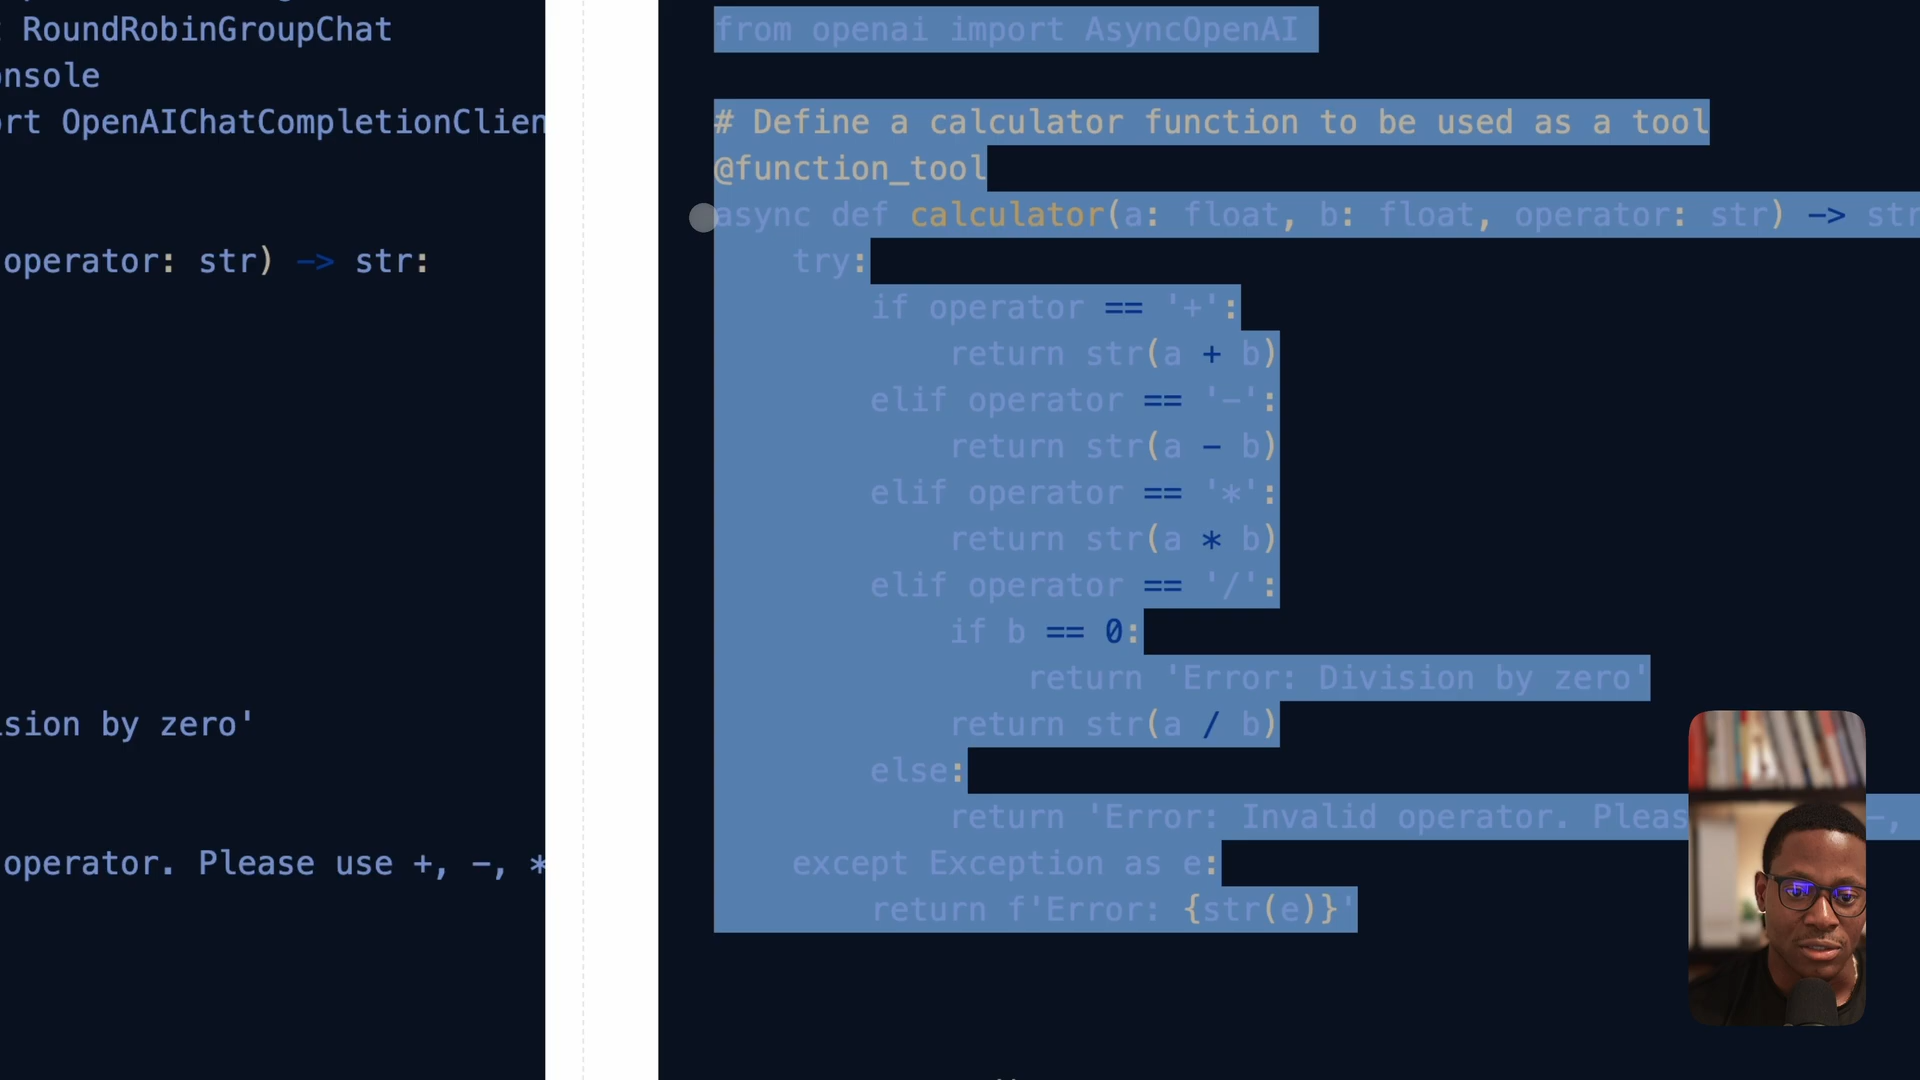 RoundRobinGroupChat
onsole
ort OpenAIChatCompletionClien
operator: str) -> str:
sion by zero'
operator. Please use +, -, *
from openai import AsyncOpenAI
# Define a calculator function to be used as a tool
@function_tool
async def calculator(a: float, b: float, operator: str) -> str
try:
if operator == '+':
return str(a + b)
elif operator == '-':
return str(a - b)
elif operator == '*':
return str(a * b)
elif operator == '/':
if b == 0:
return 'Error: Division by zero'
return str(a / b)
else:
return 'Error: Invalid operator. Pleas -,
except Exception as e:
return f'Error: {str(e)}'